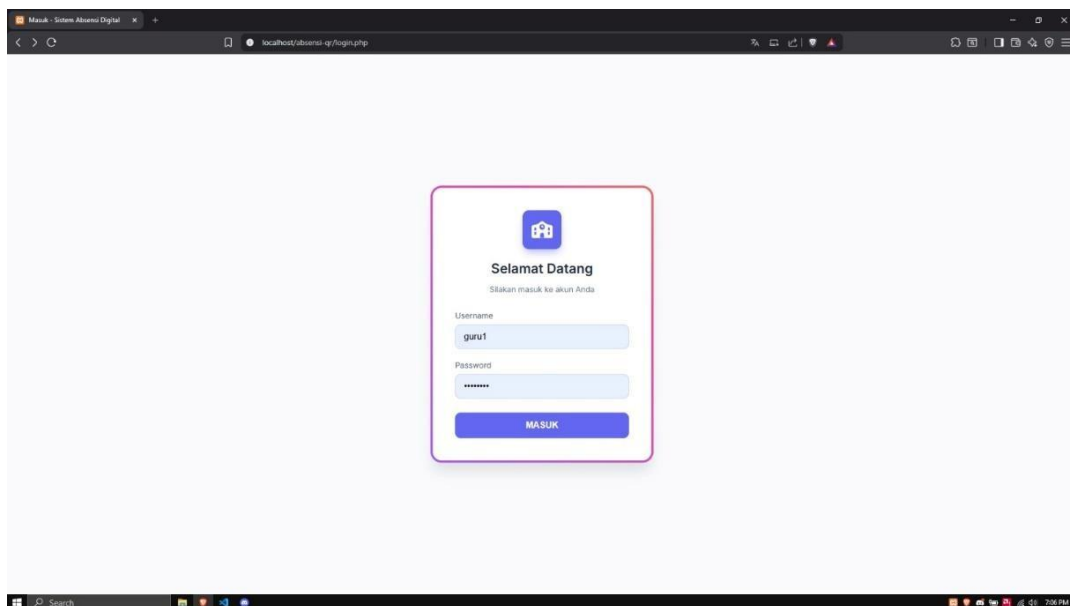 Masuk - Sistem Absensi Digital
localhost/absensi-qr/login.php
Selamat Datang
Silakan masuk ke akun Anda
Username
guru1
Password
••••••••
MASUK
Search
7:06 PM